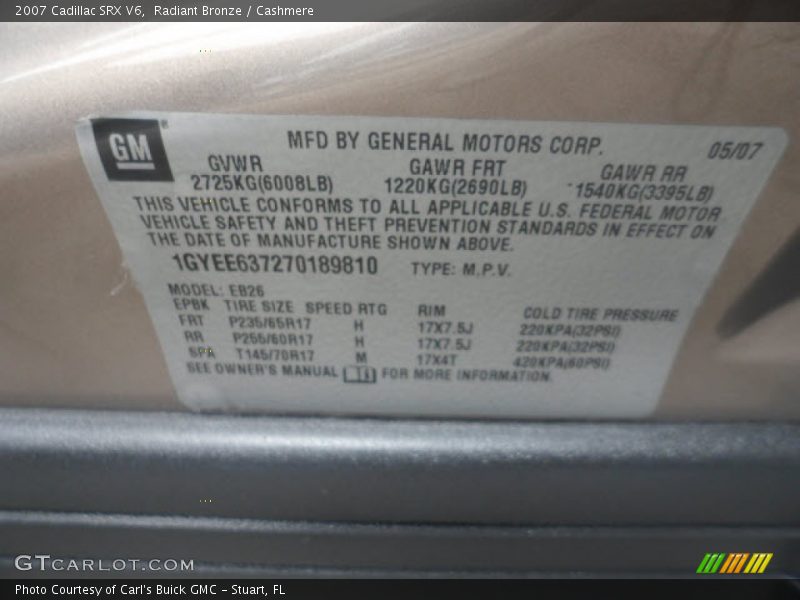 2007 Cadillac SRX V6,  Radiant Bronze / Cashmere
GM
MFD BY GENERAL MOTORS CORP.
05/07
GVWR GAWR FRT GAWR RR
2725KG(6008LB) 1220KG(2690LB) 1540KG(3395LB)
THIS VEHICLE CONFORMS TO ALL APPLICABLE U.S. FEDERAL MOTOR
VEHICLE SAFETY AND THEFT PREVENTION STANDARDS IN EFFECT ON
THE DATE OF MANUFACTURE SHOWN ABOVE.
1GYEE637270189810 TYPE: M.P.V.
MODEL: EB26
EPBK TIRE SIZE SPEED RTG RIM COLD TIRE PRESSURE
FRT P235/65R17 H 17X7.5J 220KPA(32PSI)
RR P255/60R17 H 17X7.5J 220KPA(32PSI)
SPA T145/70R17 M 17X4T 420KPA(60PSI)
SEE OWNER'S MANUAL FOR MORE INFORMATION.
GTCARLOT.COM
Photo Courtesy of Carl's Buick GMC - Stuart, FL